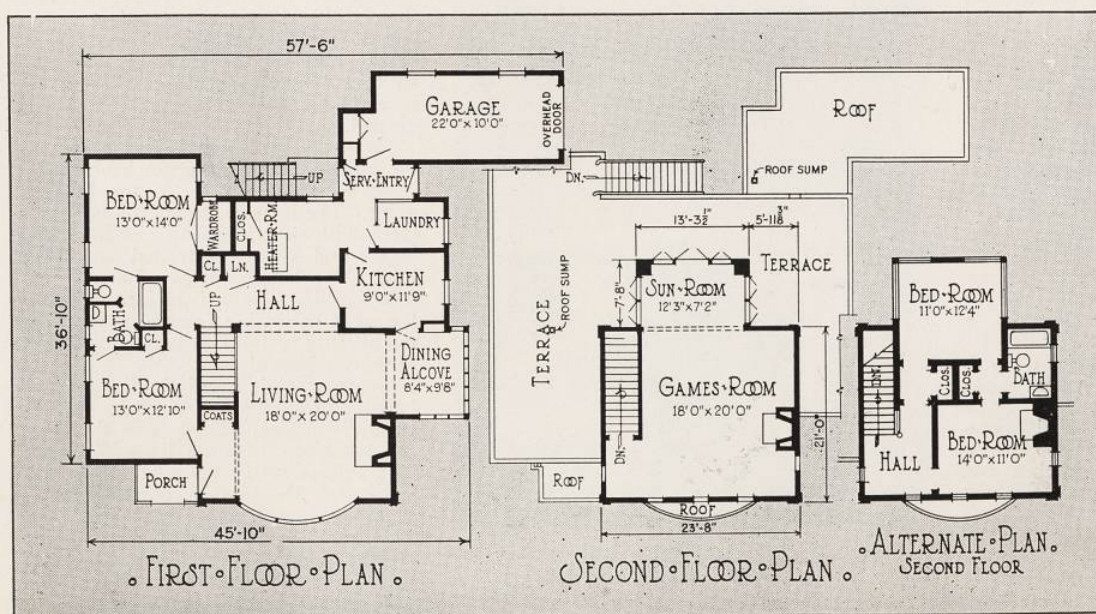 57'-6"
GARAGE
22'0"x10'0"
OVERHEAD
DOOR
UP
SERV. ENTRY
BED-ROOM
13'0"x14'0"
WARDROBE
CLOS.
HEATER-RM.
LAUNDRY
CL.
LN.
KITCHEN
9'0"x11'9"
HALL
UP
36'-10"
BATH
CL.
DINING
ALCOVE
8'4"x9'8"
BED-ROOM
13'0"x12'10"
LIVING-ROOM
18'0"x20'0"
COATS
PORCH
45'-10"
FIRST-FLOOR-PLAN.
ROOF
ROOF SUMP
DN.
13'-3½"
5'-11⅜"
TERRACE
7'-8"
SUN-ROOM
12'3"x7'2"
TERRACE
ROOF SUMP
GAMES-ROOM
18'0"x20'0"
21'-0"
DN.
ROOF
ROOF
23'-8"
SECOND-FLOOR-PLAN.
BED-ROOM
11'0"x12'4"
DN.
CLOS.
CLOS.
BATH
BED-ROOM
14'0"x11'0"
HALL
ALTERNATE-PLAN.
SECOND FLOOR